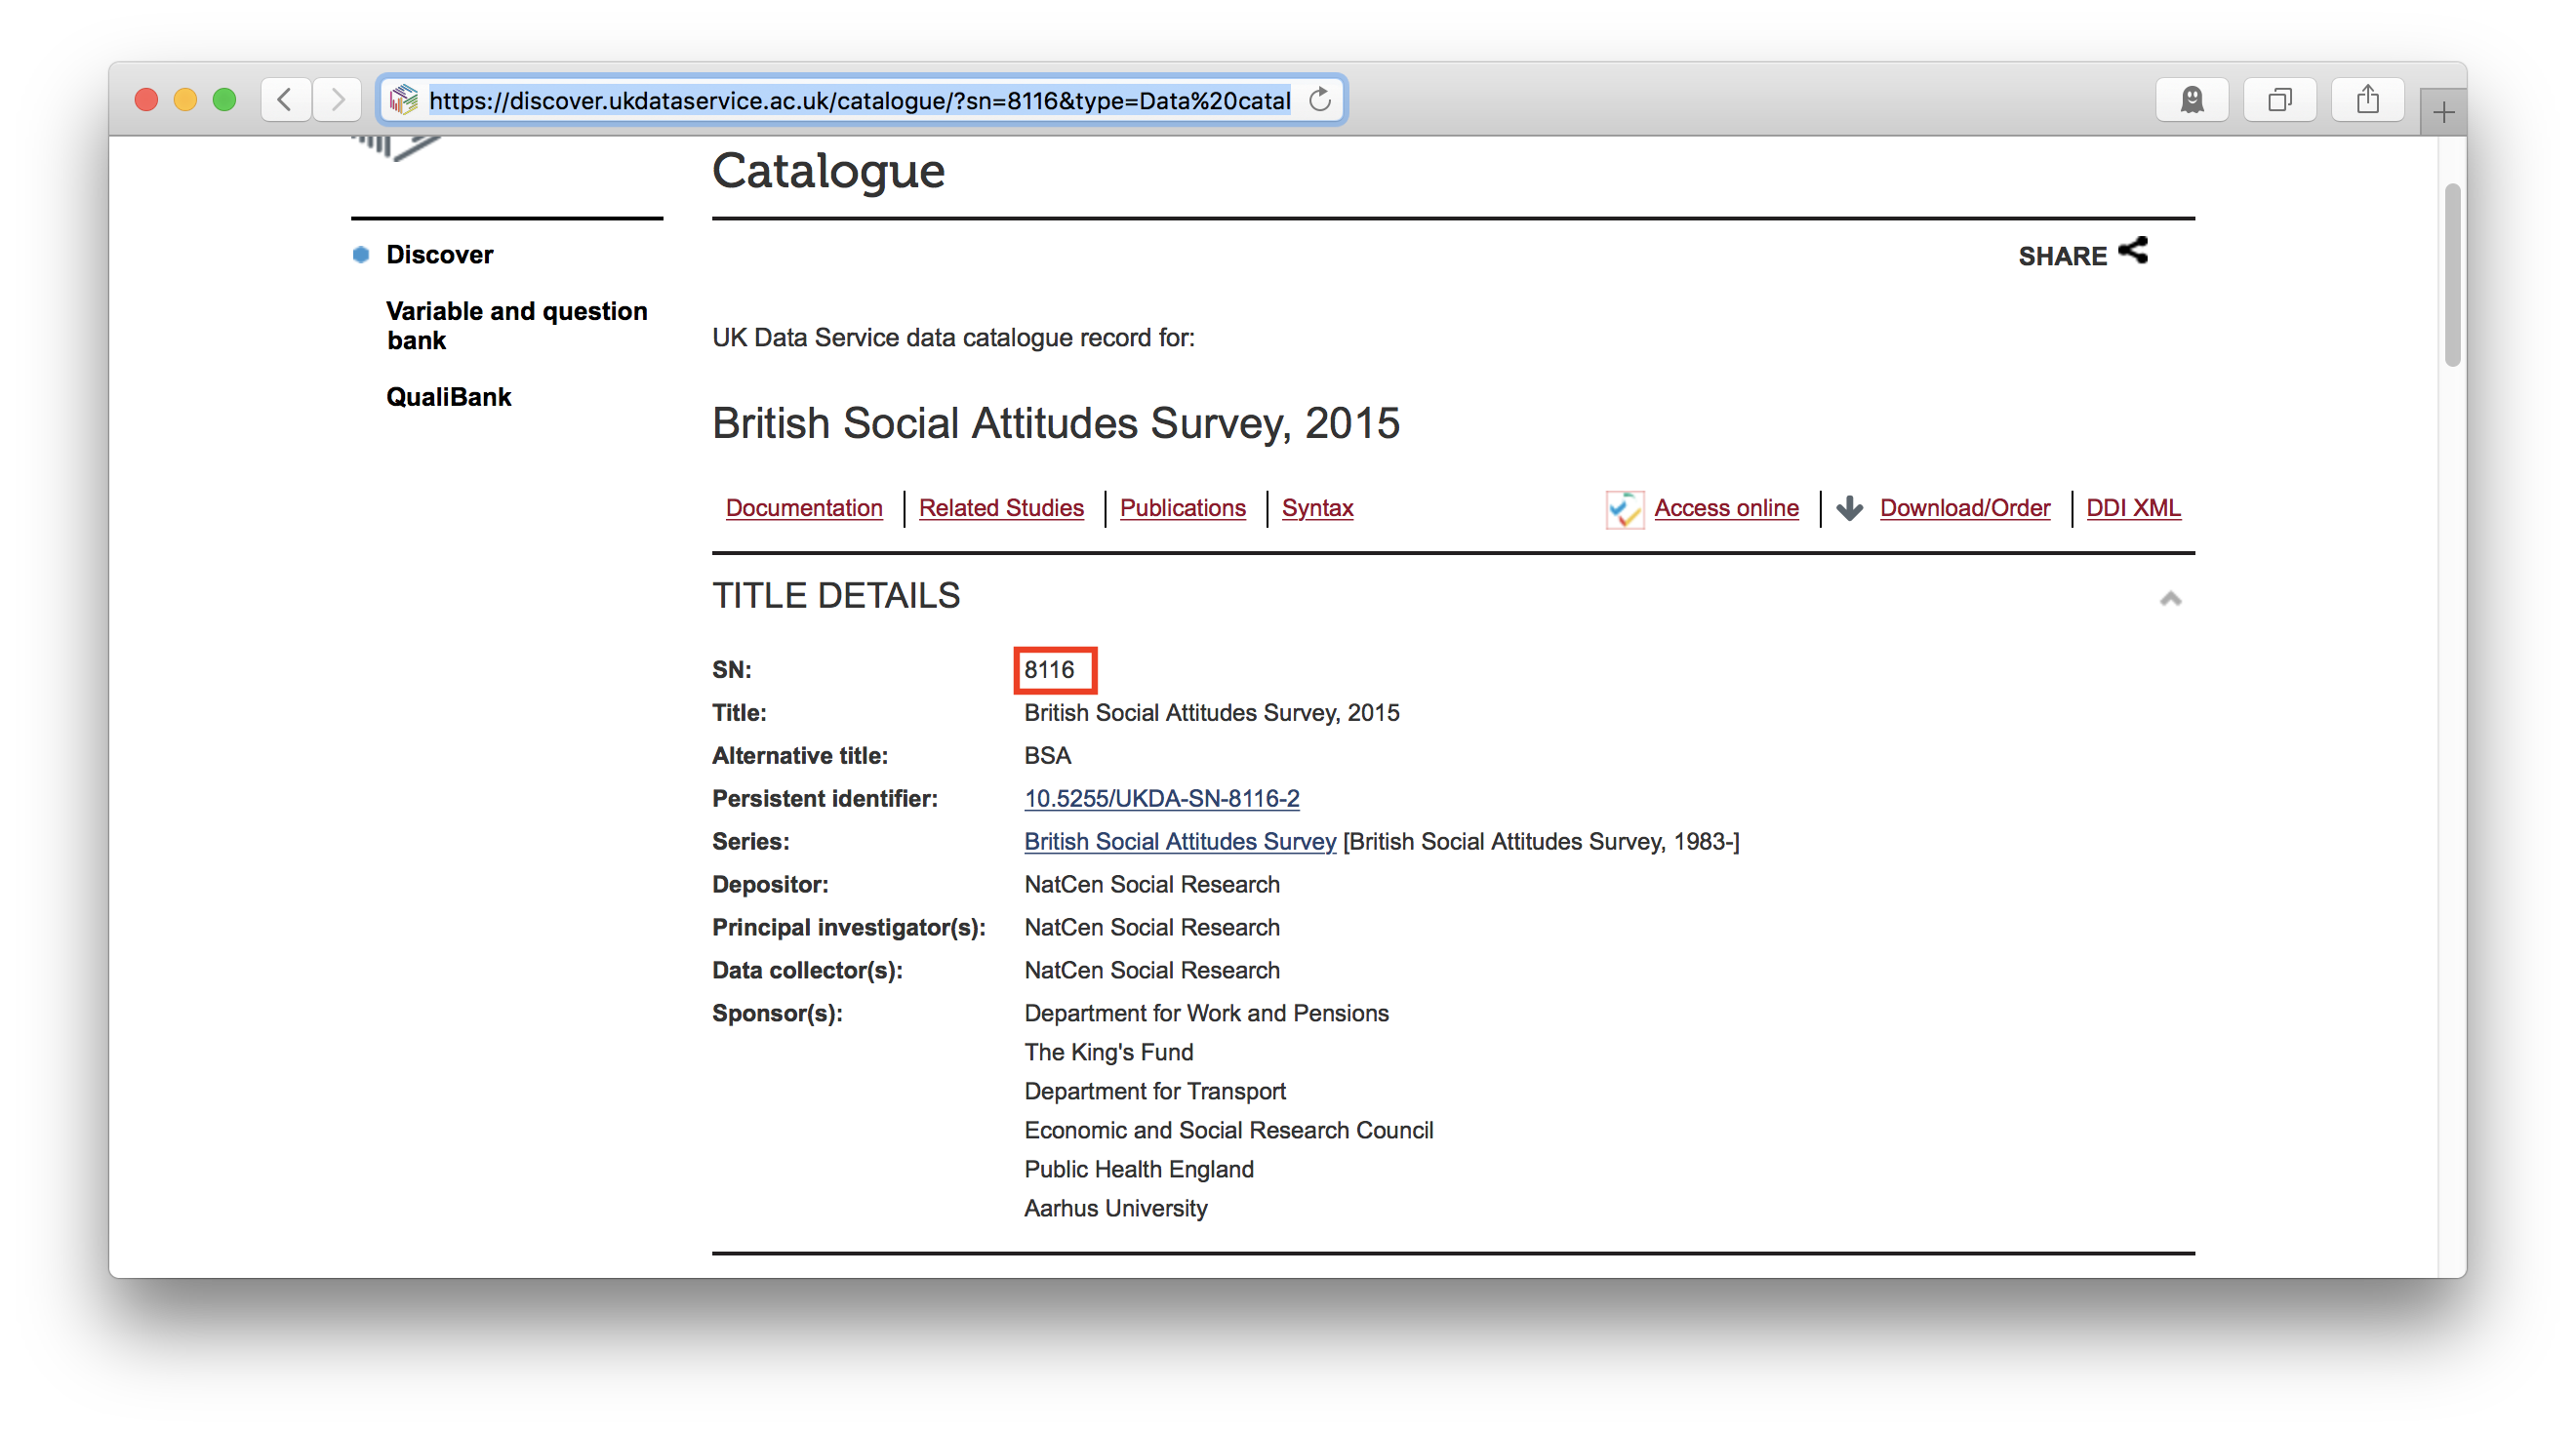 https://discover.ukdataservice.ac.uk/catalogue/?sn=8116&type=Data%20catal
Catalogue
Discover
Variable and question
bank
QualiBank
SHARE
UK Data Service data catalogue record for:
British Social Attitudes Survey, 2015
Documentation Related Studies Publications Syntax Access online Download/Order DDI XML
TITLE DETAILS
SN: 8116
Title: British Social Attitudes Survey, 2015
Alternative title: BSA
Persistent identifier: 10.5255/UKDA-SN-8116-2
Series: British Social Attitudes Survey [British Social Attitudes Survey, 1983-]
Depositor: NatCen Social Research
Principal investigator(s): NatCen Social Research
Data collector(s): NatCen Social Research
Sponsor(s): Department for Work and Pensions
The King's Fund
Department for Transport
Economic and Social Research Council
Public Health England
Aarhus University